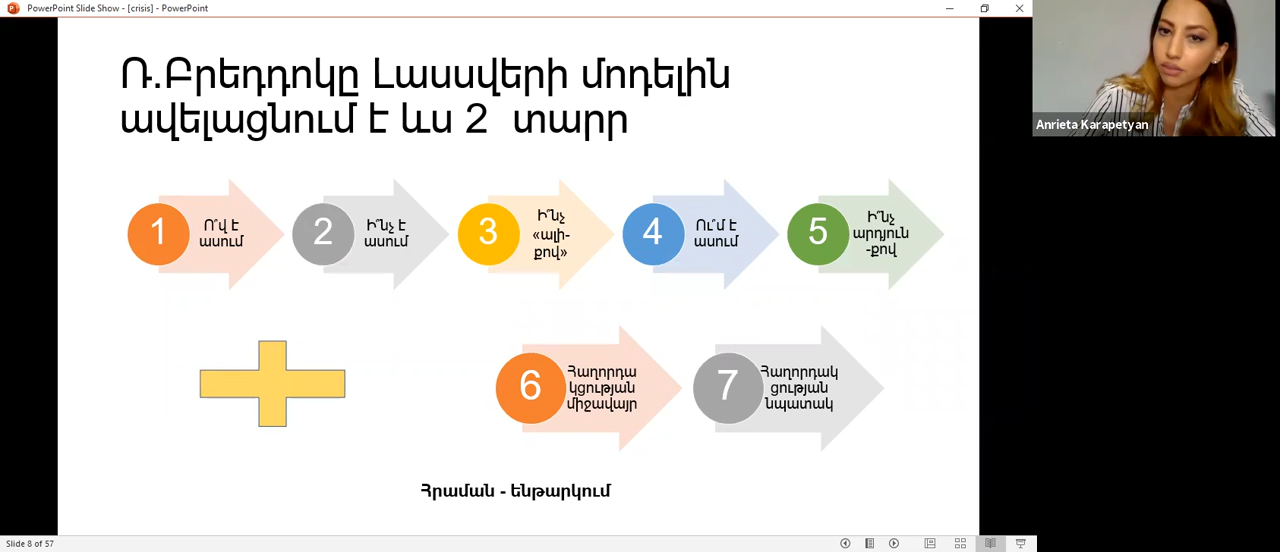 PowerPoint Slide Show - [crisis] - PowerPoint
Ռ.Բրեդդոկը Լասսվերի մոդելին
ավելացնում է ևս 2 տարր
1
Ո՞վ է
ասում
2
Ի՞նչ է
ասում
3
Ի՞նչ
«ալի-
քով»
4
Ու՞մ է
ասում
5
Ի՞նչ
արդյուն
-քով
6
Հաղորդա
կցության
միջավայր
7
Հաղորդակ
ցության
նպատակ
Հրաման - ենթարկում
Slide 8 of 57
Anrieta Karapetyan